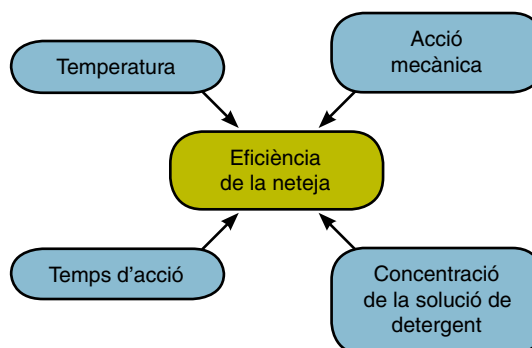 Temperatura
Acció
mecànica
Eficiència
de la neteja
Temps d'acció
Concentració
de la solució de
detergent